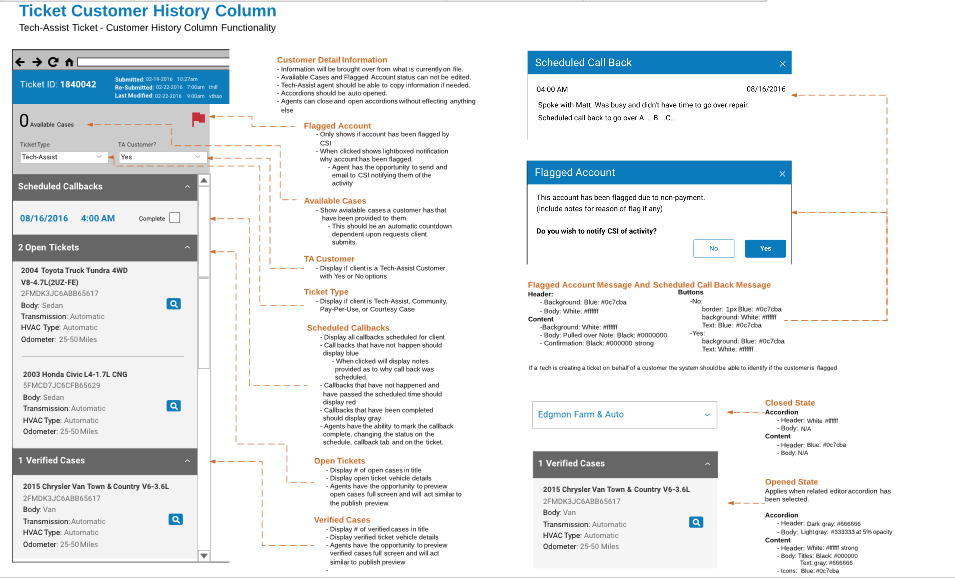 Ticket Customer History Column
Tech-Assist Ticket - Customer History Column Functionality
Ticket ID: 1840042
Submitted: 02-19-2016 10:27am
Re-Submitted: 02-22-2016 7:00am thill
Last Modified: 02-22-2016 9:00am vthao
0 Available Cases
Ticket Type
TA Customer?
Tech-Assist
Yes
Scheduled Callbacks
08/16/2016 4:00 AM Complete
2 Open Tickets
2004 Toyota Truck Tundra 4WD
V8-4.7L(2UZ-FE)
2FMDK3JC6ABB65617
Body: Sedan
Transmission: Automatic
HVAC Type: Automatic
Odometer: 25-50 Miles
2003 Honda Civic L4-1.7L CNG
5FMCD7JC6CFB65629
Body: Sedan
Transmission: Automatic
HVAC Type: Automatic
Odometer: 25-50 Miles
1 Verified Cases
2015 Chrysler Van Town & Country V6-3.6L
2FMDK3JC6ABB65617
Body: Van
Transmission: Automatic
HVAC Type: Automatic
Odometer: 25-50 Miles
Customer Detail Information
- Information will be brought over from what is currently on file.
- Available Cases and Flagged Account status can not be edited.
- Tech-Assist agent should be able to copy information if needed.
- Accordions should be auto opened.
- Agents can close and open accordions without effecting anything
else
Flagged Account
- Only shows if account has been flagged by
CSI
- When clicked shows lightboxed notification
why account has been flagged.
- Agent has the opportunity to send and
email to CSI notifying them of the
activity
Available Cases
- Show avialable cases a customer has that
have been provided to them.
- This should be an automatic countdown
dependent upon requests client
submits.
TA Customer
- Display if client is a Tech-Assist Customer
with Yes or No options
Ticket Type
- Display if client is Tech-Assist, Community,
Pay-Per-Use, or Courtesy Case
Scheduled Callbacks
- Display all callbacks scheduled for client
- Call backs that have not happen should
display blue
- When clicked will display notes
provided as to why call back was
scheduled.
- Callbacks that have not happened and
have passed the scheduled time should
display red
- Callbacks that have been completed
should display gray
- Agents have the ability to mark the callback
complete, changing the status on the
schedule, callback tab and on the ticket.
Open Tickets
- Display # of open cases in title
- Display open ticket vehicle details
- Agents have the opportunity to preview
open cases full screen and will act similar to
the publish preview
Verified Cases
- Display # of verified cases in title
- Display verified ticket vehicle details
- Agents have the opportunity to preview
verified cases full screen and will act
similar to publish preview
-
Scheduled Call Back
04:00 AM 08/16/2016
Spoke with Matt. Was busy and didn't have time to go over repair.
Scheduled call back to go over A... B...C...
Flagged Account
This account has been flagged due to non-payment.
(Include notes for reason of flag if any)
Do you wish to notify CSI of activity?
No
Yes
Flagged Account Message And Scheduled Call Back Message
Header:
- Background: Blue: #0c7cba
- Body: White: #ffffff
Content
-Background: White: #ffffff
- Body: Pulled over Note: Black: #0000000
- Confirmation: Black: #000000 strong
Buttons
-No:
border: 1px Blue: #0c7cba
background: White: #ffffff
Text: Blue: #0c7cba
-Yes:
background: Blue: #0c7cba
Text: White: #ffffff
If a tech is creating a ticket on behalf of a customer the system should be able to identify if the customer is flagged
Edgmon Farm & Auto
1 Verified Cases
2015 Chrysler Van Town & Country V6-3.6L
2FMDK3JC6ABB65617
Body: Van
Transmission: Automatic
HVAC Type: Automatic
Odometer: 25-50 Miles
Closed State
Accordion
- Header: White #ffffff
- Body: N/A
Content
- Header: Blue: #0c7cba
- Body: N/A
Opened State
Applies when related editor accordion has
been selected.
Accordion
- Header: Dark gray: #666666
- Body: Light gray: #333333 at 5% opacity
Content
- Header: White: #ffffff strong
- Body: Titles: Black: #000000
Text: gray: #666666
- Icons: Blue: #0c7cba